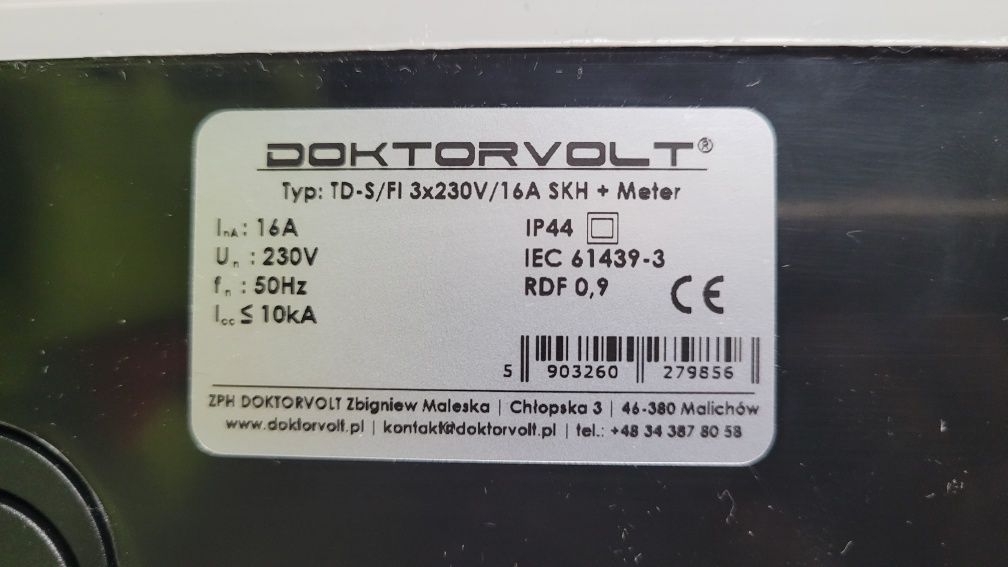 DOKTORVOLT®
Typ: TD-S/FI 3x230V/16A SKH + Meter
InA: 16A
Un : 230V
fn : 50Hz
Icc ≤ 10kA
IP44
IEC 61439-3
RDF 0,9
CE
5 903260 279856
ZPH DOKTORVOLT Zbigniew Maleska | Chłopska 3 | 46-380 Malichów
www.doktorvolt.pl | kontakt@doktorvolt.pl | tel.: +48 34 387 80 58